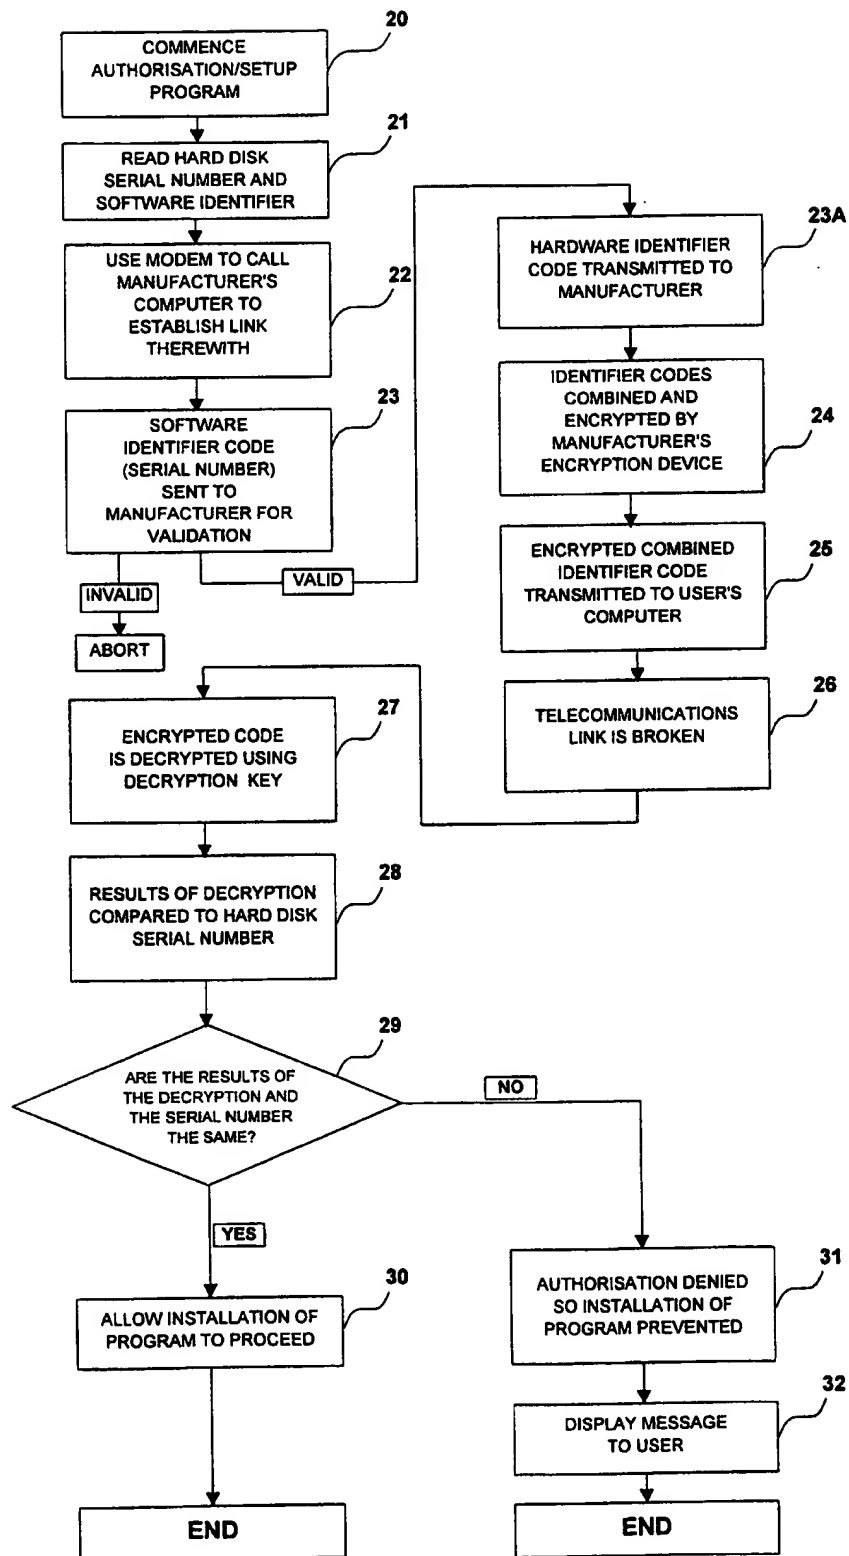 20
COMMENCE
AUTHORISATION/SETUP
PROGRAM
21
READ HARD DISK
SERIAL NUMBER AND
SOFTWARE IDENTIFIER
USE MODEM TO CALL
MANUFACTURER'S
COMPUTER TO
ESTABLISH LINK
THEREWITH
22
SOFTWARE
IDENTIFIER CODE
(SERIAL NUMBER)
SENT TO
MANUFACTURER FOR
VALIDATION
23
INVALID
VALID
ABORT
23A
HARDWARE IDENTIFIER
CODE TRANSMITTED TO
MANUFACTURER
IDENTIFIER CODES
COMBINED AND
ENCRYPTED BY
MANUFACTURER'S
ENCRYPTION DEVICE
24
ENCRYPTED COMBINED
IDENTIFIER CODE
TRANSMITTED TO USER'S
COMPUTER
25
TELECOMMUNICATIONS
LINK IS BROKEN
26
ENCRYPTED CODE
IS DECRYPTED USING
DECRYPTION KEY
27
RESULTS OF DECRYPTION
COMPARED TO HARD DISK
SERIAL NUMBER
28
29
ARE THE RESULTS OF
THE DECRYPTION AND
THE SERIAL NUMBER
THE SAME?
NO
YES
30
ALLOW INSTALLATION OF
PROGRAM TO PROCEED
END
31
AUTHORISATION DENIED
SO INSTALLATION OF
PROGRAM PREVENTED
32
DISPLAY MESSAGE
TO USER
END